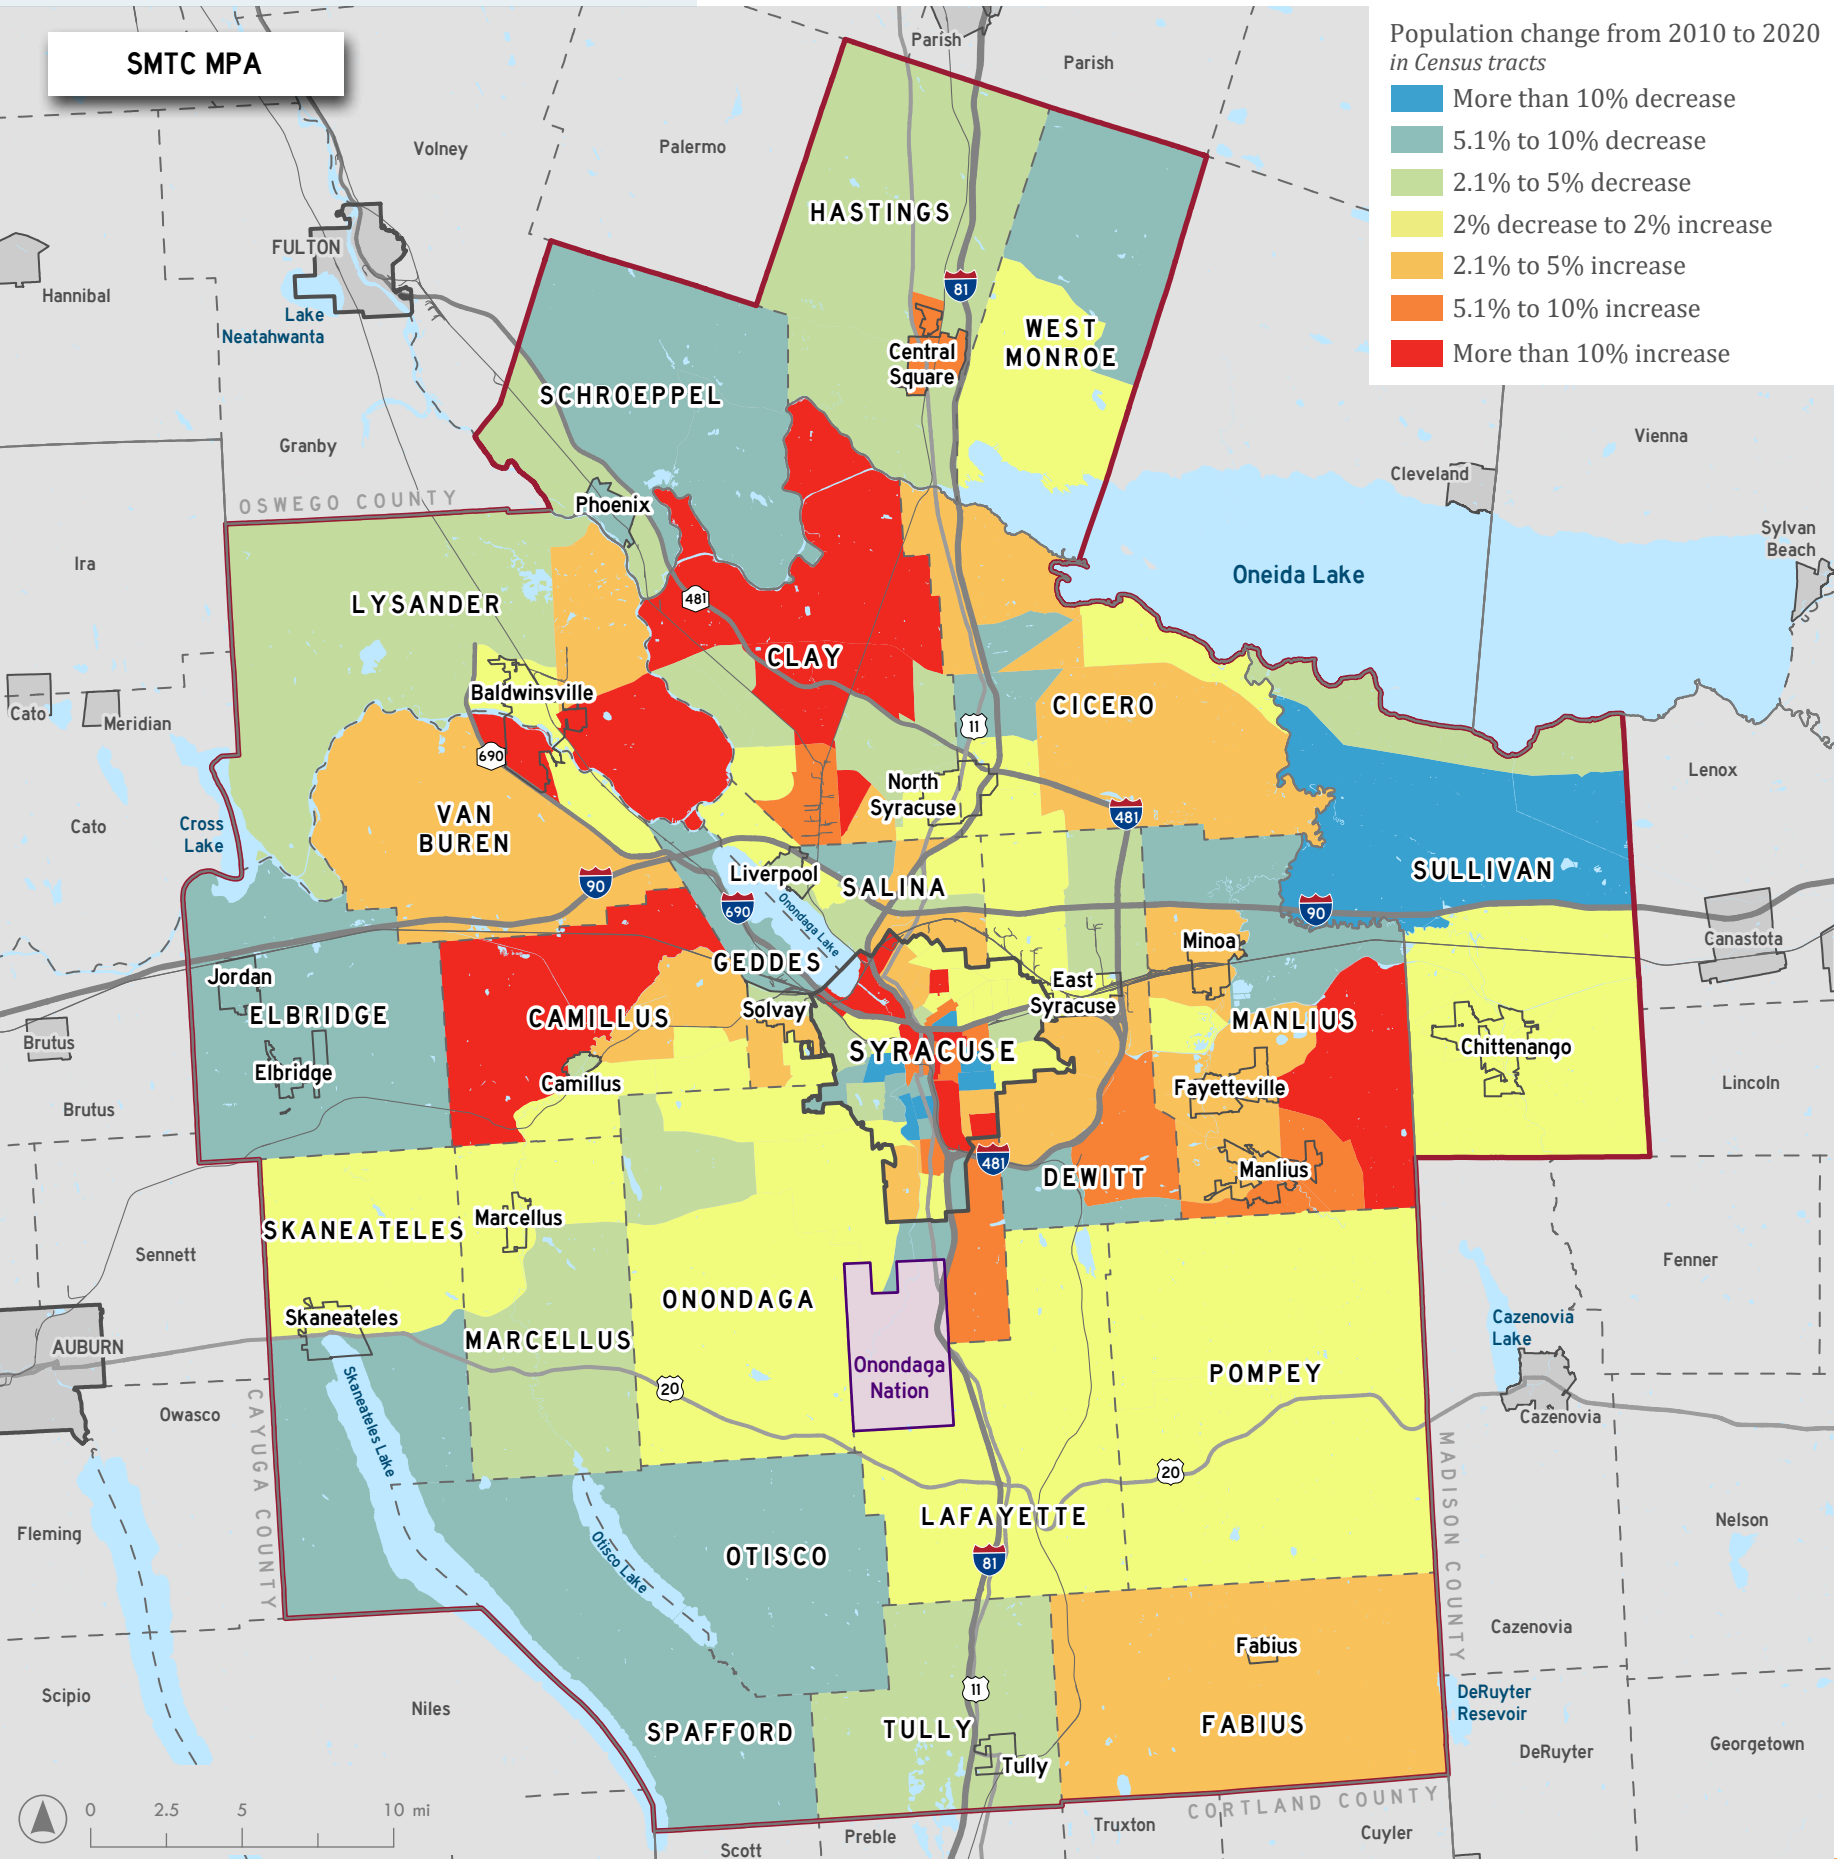 SMTC MPA
Population change from 2010 to 2020
in Census tracts
More than 10% decrease
5.1% to 10% decrease
2.1% to 5% decrease
2% decrease to 2% increase
2.1% to 5% increase
5.1% to 10% increase
More than 10% increase
Parish
Parish
Volney
Palermo
HASTINGS
FULTON
Hannibal
Lake
Neatahwanta
81
WEST
MONROE
Central
Square
SCHROEPPEL
Granby
Vienna
Cleveland
OSWEGO COUNTY
Phoenix
Sylvan
Beach
Ira
Oneida Lake
LYSANDER
481
CLAY
Baldwinsville
CICERO
Cato
Meridian
11
690
North
Syracuse
Lenox
VAN
BUREN
481
Cato
Cross
Lake
Liverpool
SALINA
SULLIVAN
90
690
90
Onondaga Lake
Minoa
Canastota
GEDDES
Jordan
East
Syracuse
ELBRIDGE
CAMILLUS
Solvay
MANLIUS
Brutus
SYRACUSE
Chittenango
Elbridge
Camillus
Fayetteville
Lincoln
Brutus
481
DEWITT
Manlius
SKANEATELES
Marcellus
Sennett
Fenner
ONONDAGA
Skaneateles
Cazenovia
Lake
MARCELLUS
AUBURN
Onondaga
Nation
POMPEY
20
Skaneateles Lake
Owasco
CAYUGA COUNTY
Cazenovia
MADISON COUNTY
20
LAFAYETTE
Fleming
Nelson
OTISCO
Otisco Lake
81
Cazenovia
Fabius
Scipio
11
DeRuyter
Resevoir
Niles
SPAFFORD
TULLY
FABIUS
DeRuyter
Georgetown
Tully
0 2.5 5 10 mi
CORTLAND COUNTY
Truxton
Cuyler
Preble
Scott